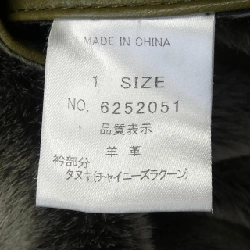 MADE IN CHINA
1 SIZE
NO. 6252051
品質表示
羊革
衿部分
タヌキ(チャイニーズラクーン)